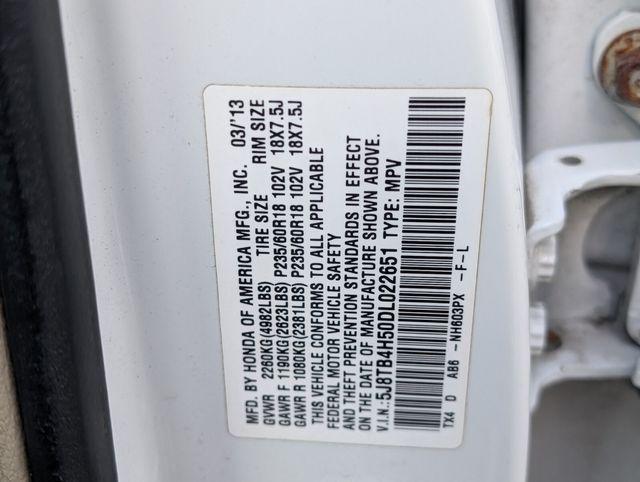 MFD. BY HONDA OF AMERICA MFG., INC. 03/'13
GVWR 2260KG(4982LBS) TIRE SIZE RIM SIZE
GAWR F 1190KG(2623LBS) P235/60R18 102V 18X7.5J
GAWR R 1080KG(2381LBS) P235/60R18 102V 18X7.5J
THIS VEHICLE CONFORMS TO ALL APPLICABLE
FEDERAL MOTOR VEHICLE SAFETY
AND THEFT PREVENTION STANDARDS IN EFFECT
ON THE DATE OF MANUFACTURE SHOWN ABOVE.
V.I.N.:5J8TB4H50DL022651 TYPE: MPV
TX4 D AB6 -NH603PX -F-L